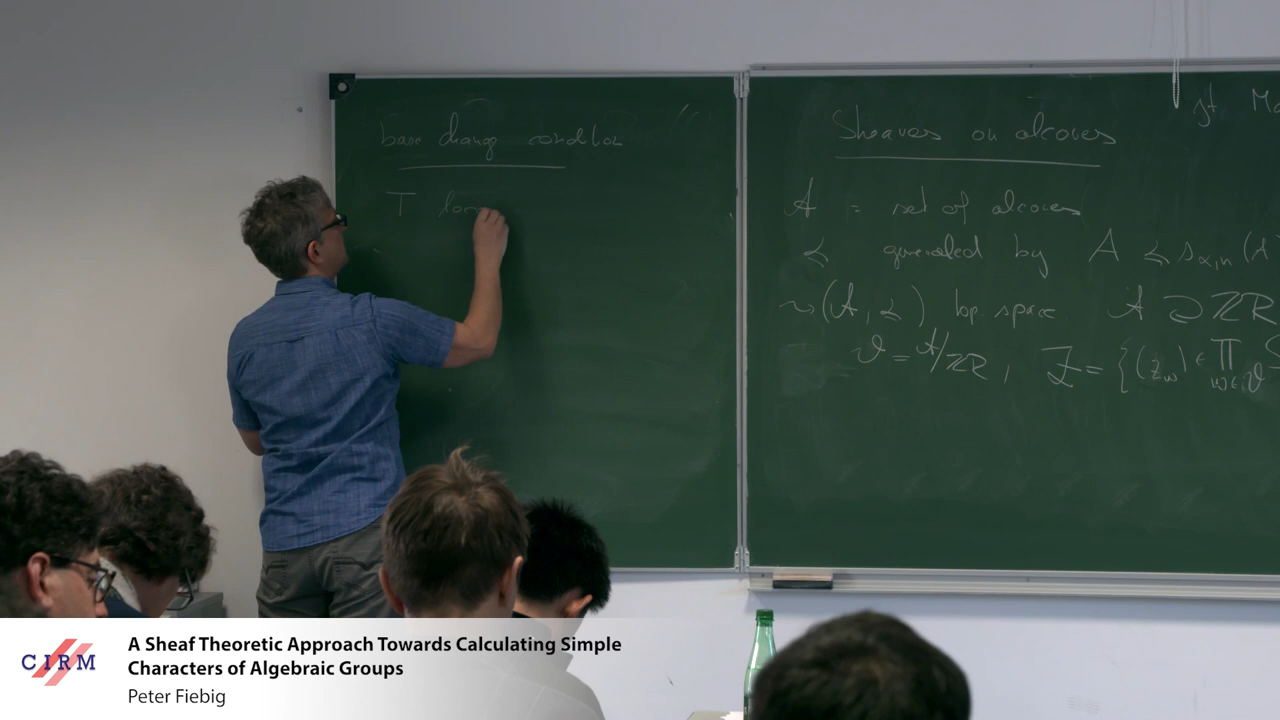 base change condition
T
Sheaves on alcoves
𝒜 = set of alcoves
≼ generated by A ≼ s_{α,n}(A
⇝ (𝒜, ≼) top. space. 𝒜 ⊃ ℤR
𝒱 = 𝒜/ℤR, 𝒵 = {(z_w) ∈ ∏_{w∈𝒱} S
CIRM
A Sheaf Theoretic Approach Towards Calculating Simple
Characters of Algebraic Groups
Peter Fiebig